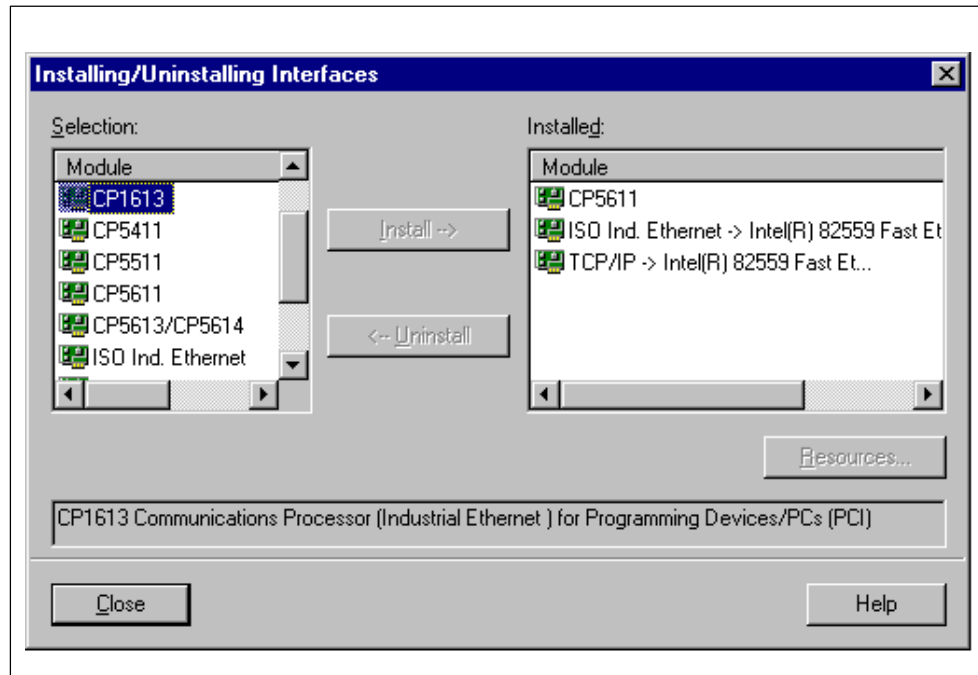 Installing/Uninstalling Interfaces
Selection:
Module
CP1613
CP5411
CP5511
CP5611
CP5613/CP5614
ISO Ind. Ethernet
Install -->
<-- Uninstall
Installed:
Module
CP5611
ISO Ind. Ethernet -> Intel(R) 82559 Fast Et
TCP/IP -> Intel(R) 82559 Fast Et...
Resources...
CP1613 Communications Processor (Industrial Ethernet ) for Programming Devices/PCs (PCI)
Close
Help